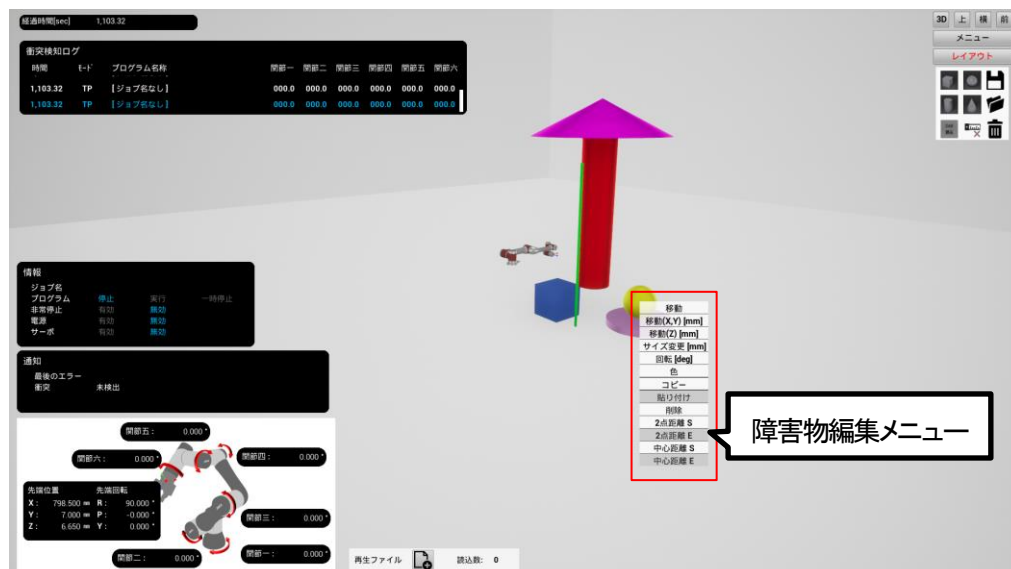 経過時間[sec] 1,103.32
3D 上 横 前
メニュー
レイアウト
衝突検知ログ
時間 ﾓｰﾄﾞ プログラム名称 関節一 関節二 関節三 関節四 関節五 関節六
1,103.32 TP [ジョブ名なし] 000.0 000.0 000.0 000.0 000.0 000.0
1,103.32 TP [ジョブ名なし] 000.0 000.0 000.0 000.0 000.0 000.0
情報
ジョブ名
プログラム 停止 実行 一時停止
非常停止 有効 無効
電源 有効 無効
サーボ 有効 無効
通知
最後のエラー
衝突 未検出
移動
移動(X,Y) [mm]
移動(Z) [mm]
サイズ変更 [mm]
回転 [deg]
色
コピー
貼り付け
削除
2点距離 S
2点距離 E
中心距離 S
中心距離 E
障害物編集メニュー
関節五： 0.000 °
関節六： 0.000 °
関節四： 0.000 °
先端位置 先端回転
X： 798.500 mm R： 90.000 °
Y： 7.000 mm P： -0.000 °
Z： 6.650 mm Y： 0.000 °
関節三： 0.000 °
関節二： 0.000 °
関節一： 0.000 °
再生ファイル 読込数: 0